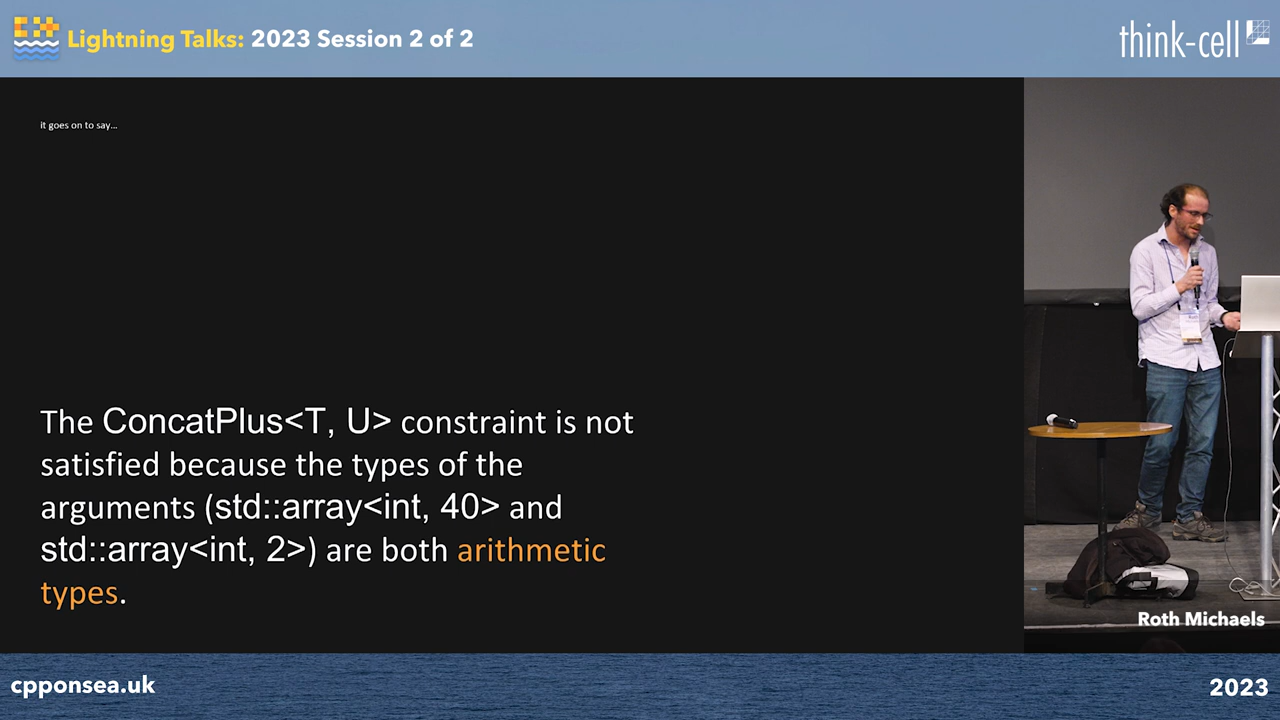 Lightning Talks: 2023 Session 2 of 2
think-cell
it goes on to say...
The ConcatPlus<T, U> constraint is not
satisfied because the types of the
arguments (std::array<int, 40> and
std::array<int, 2>) are both arithmetic
types.
Roth Michaels
cpponsea.uk
2023